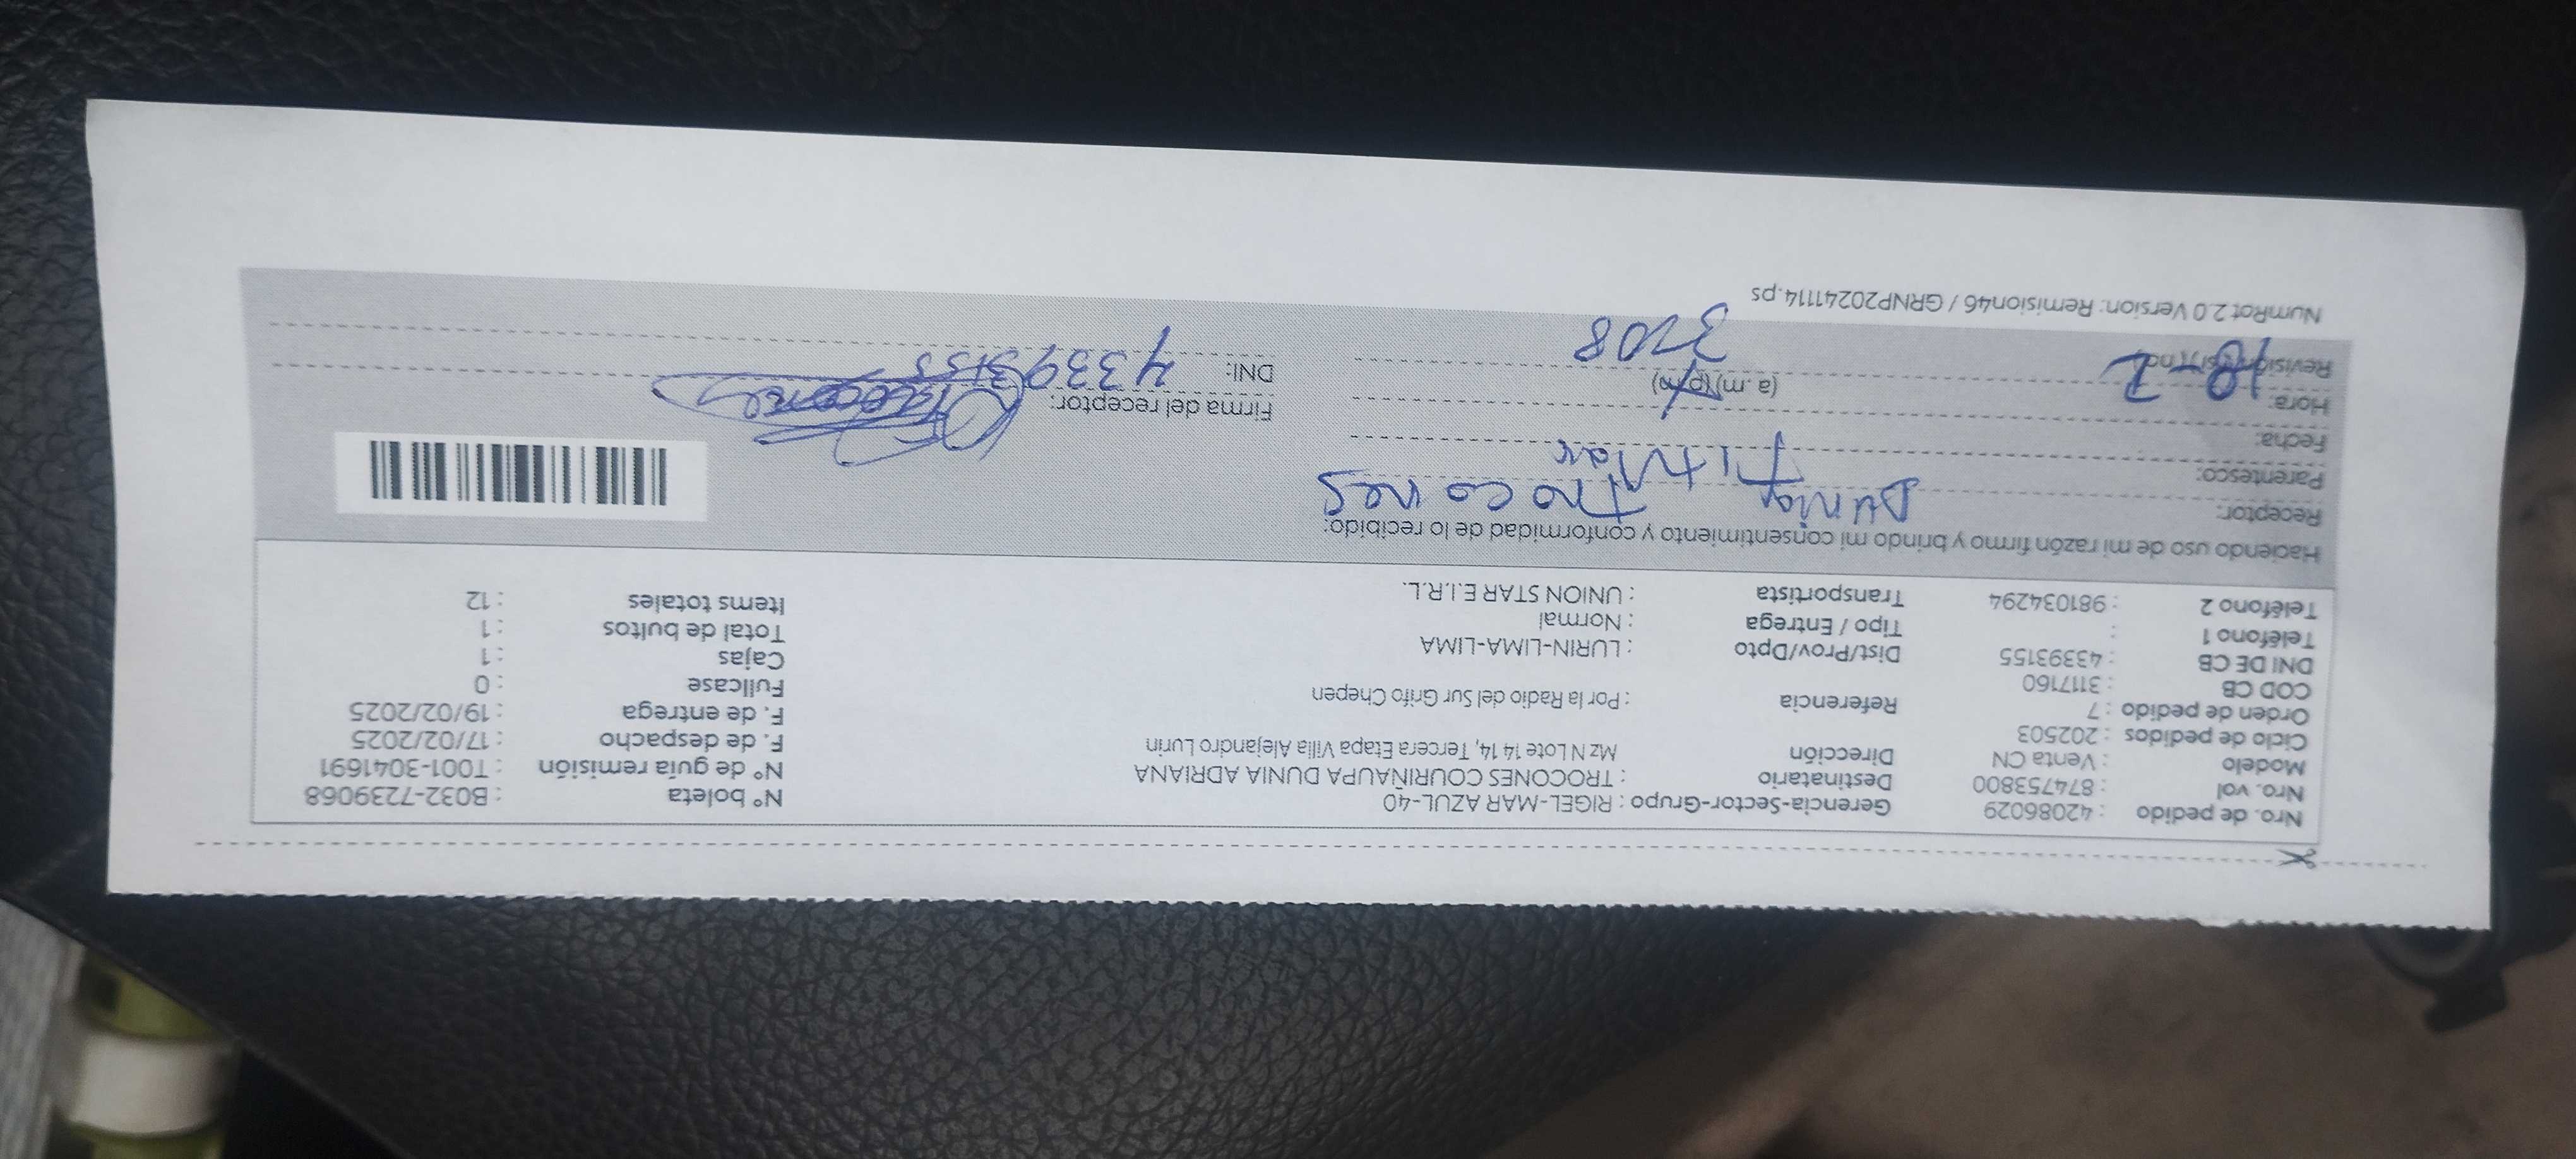 Nro. de pedido : 42086029 Gerencia-Sector-Grupo : RIGEL-MAR AZUL-40 N° boleta : B032-7239068
Nro. vol : 874753800 Destinatario : TROCONES COURIÑAUPA DUNIA ADRIANA N° de guía remisión : T001-3041691
Modelo : Venta CN Dirección Mz N Lote 14 14, Tercera Etapa Villa Alejandro Lurin F. de despacho : 17/02/2025
Ciclo de pedidos : 202503 F. de entrega : 19/02/2025
Orden de pedido : 7 Referencia : Por la Radio del Sur Grifo Chepen Fullcase : 0
COD CB : 3117160 Cajas : 1
DNI DE CB : 43393155 Dist/Prov/Dpto : LURIN-LIMA-LIMA Total de bultos : 1
Teléfono 1 : Tipo / Entrega : Normal Items totales : 12
Teléfono 2 : 981034294 Transportista : UNION STAR E.I.R.L.
Haciendo uso de mi razón firmo y brindo mi consentimiento y conformidad de lo recibido:
Receptor: Dunia Trocones
Parentesco: Titular
Fecha:
Hora: (a. m) (p.m) Firma del receptor: Trocones
Revisión (si) (no) 18-2 3708 DNI: 43393155
NumRot 2.0 Version: Remision46 / GRNP20241114.ps